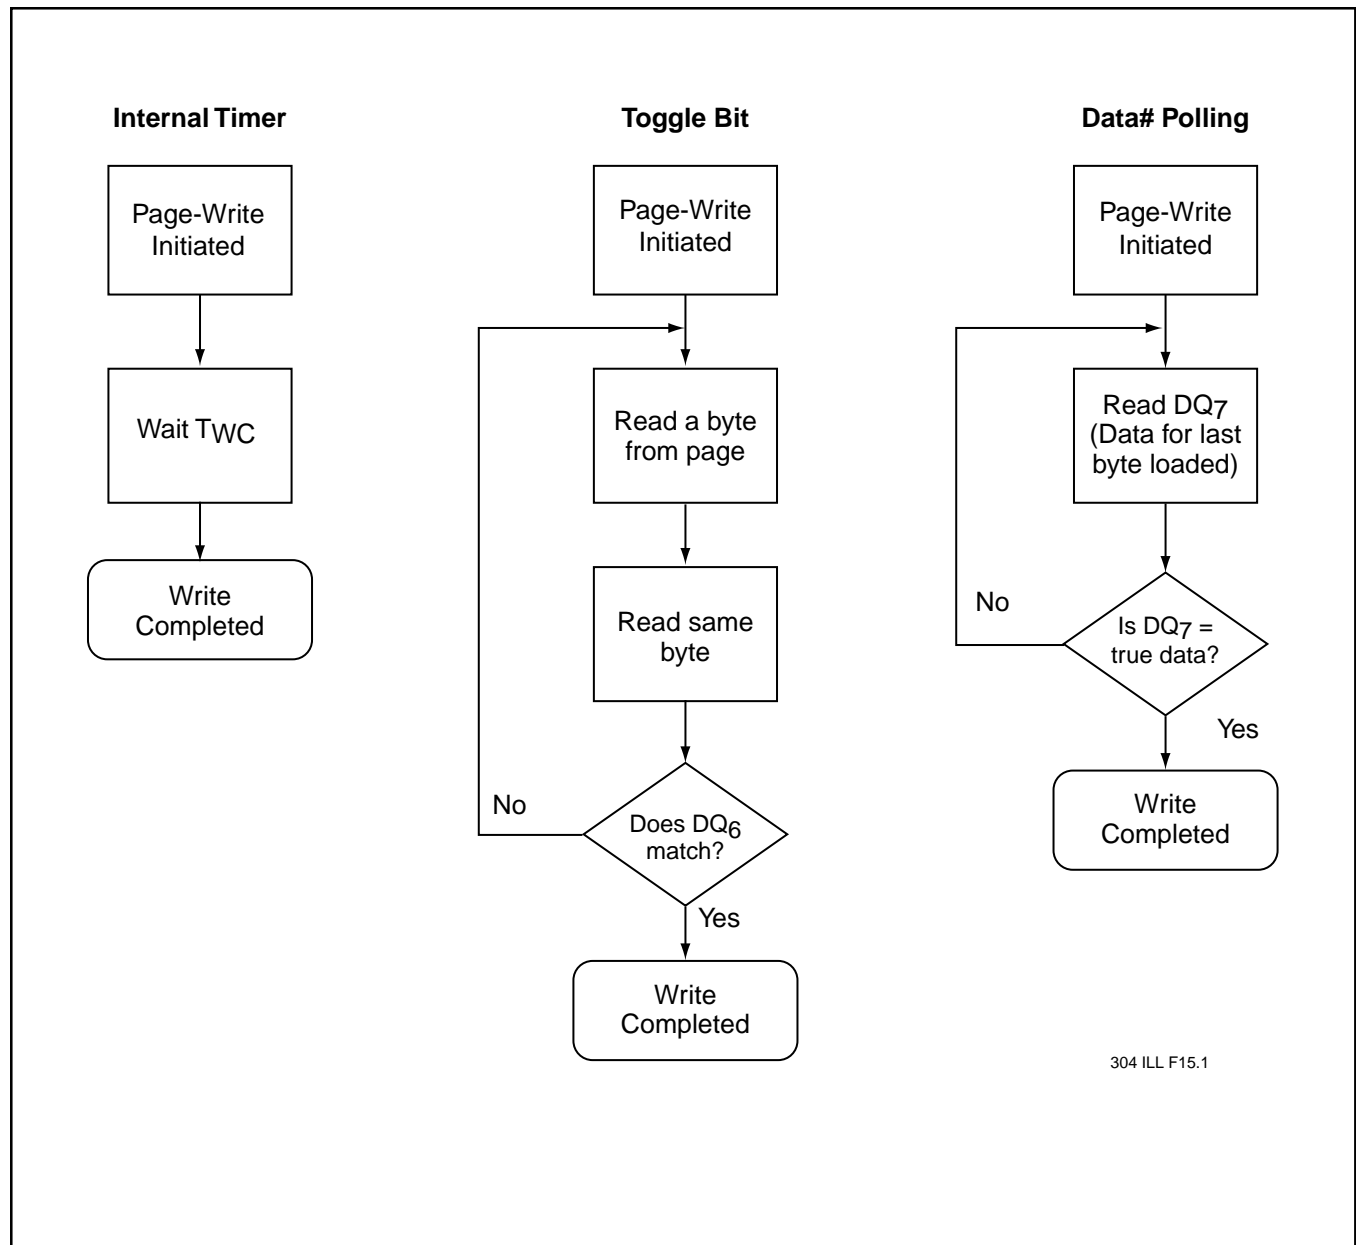 Internal Timer
Page-Write
Initiated
Wait TWC
Write
Completed
Toggle Bit
Page-Write
Initiated
Read a byte
from page
Read same
byte
No
Does DQ6
match?
Yes
Write
Completed
Data# Polling
Page-Write
Initiated
Read DQ7
(Data for last
byte loaded)
No
Is DQ7 =
true data?
Yes
Write
Completed
304 ILL F15.1